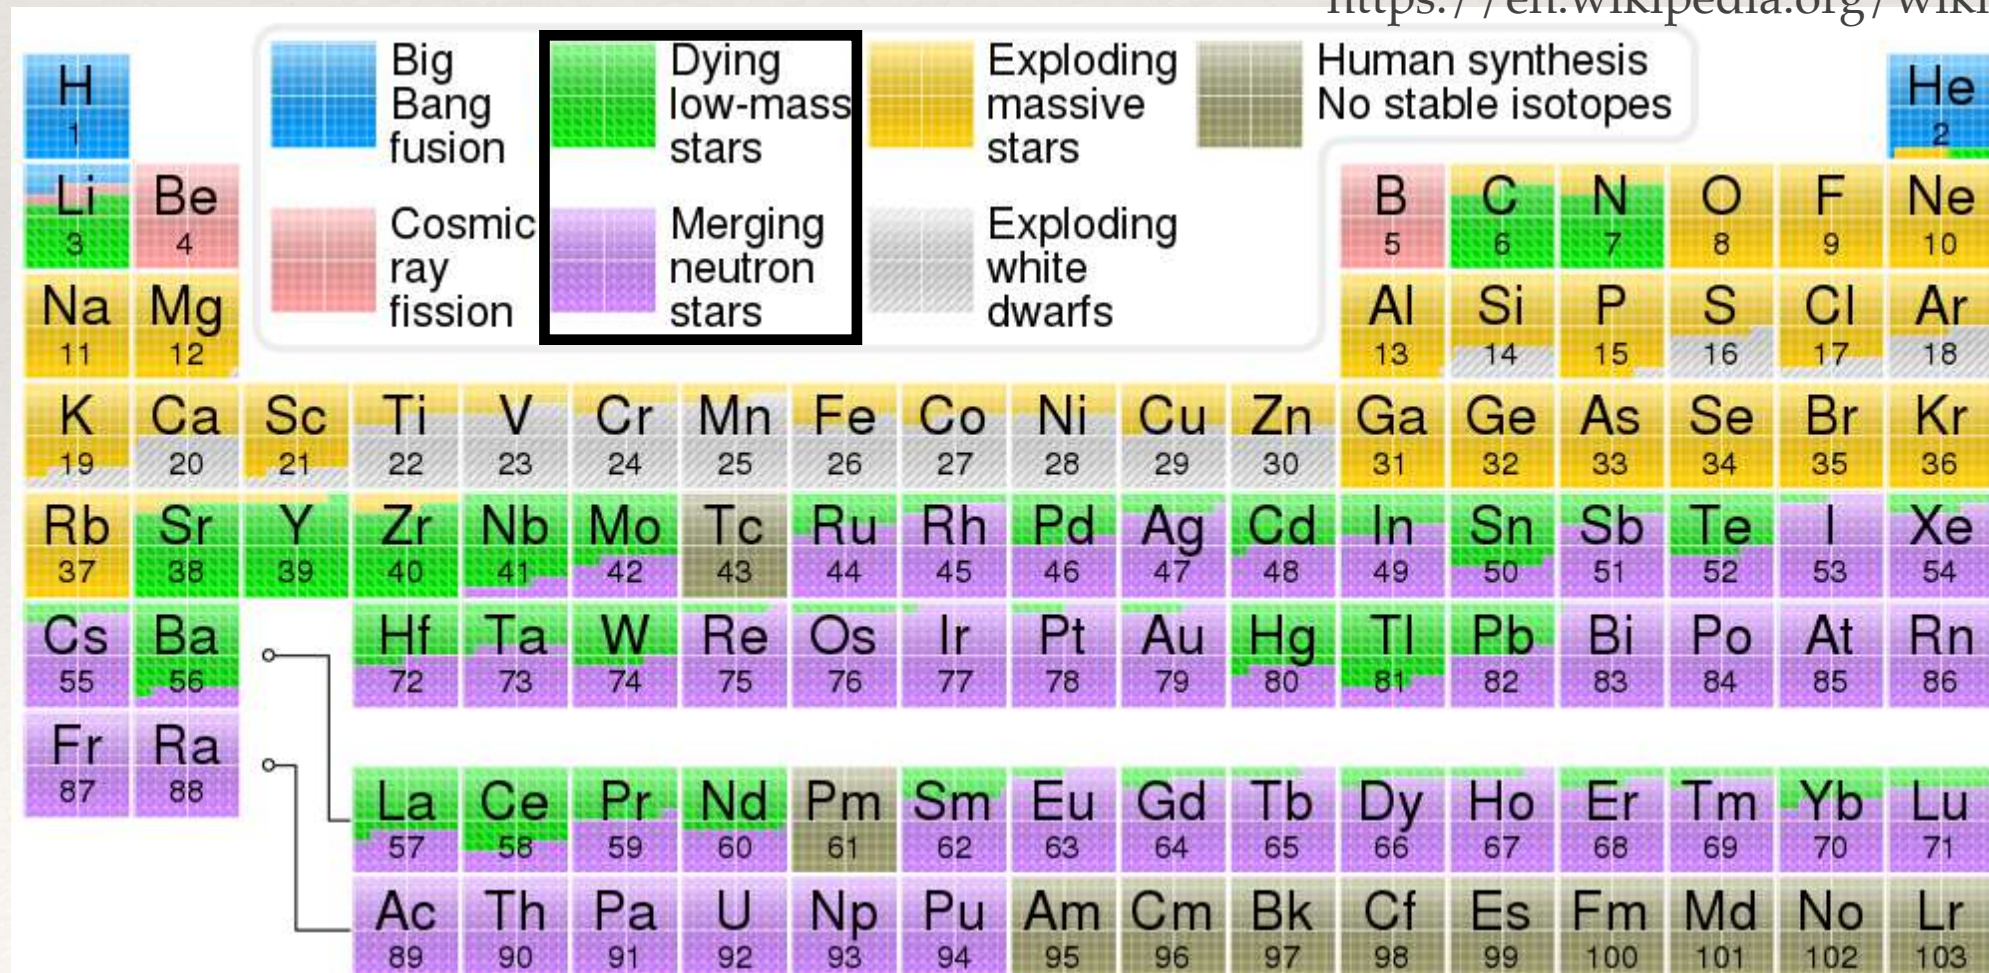 https://en.wikipedia.org/wiki
Big Bang fusion
Dying low-mass stars
Exploding massive stars
Human synthesis No stable isotopes
Cosmic ray fission
Merging neutron stars
Exploding white dwarfs
H He
1 2
Li Be B C N O F Ne
3 4 5 6 7 8 9 10
Na Mg Al Si P S Cl Ar
11 12 13 14 15 16 17 18
K Ca Sc Ti V Cr Mn Fe Co Ni Cu Zn Ga Ge As Se Br Kr
19 20 21 22 23 24 25 26 27 28 29 30 31 32 33 34 35 36
Rb Sr Y Zr Nb Mo Tc Ru Rh Pd Ag Cd In Sn Sb Te I Xe
37 38 39 40 41 42 43 44 45 46 47 48 49 50 51 52 53 54
Cs Ba Hf Ta W Re Os Ir Pt Au Hg Tl Pb Bi Po At Rn
55 56 72 73 74 75 76 77 78 79 80 81 82 83 84 85 86
Fr Ra
87 88
La Ce Pr Nd Pm Sm Eu Gd Tb Dy Ho Er Tm Yb Lu
57 58 59 60 61 62 63 64 65 66 67 68 69 70 71
Ac Th Pa U Np Pu Am Cm Bk Cf Es Fm Md No Lr
89 90 91 92 93 94 95 96 97 98 99 100 101 102 103